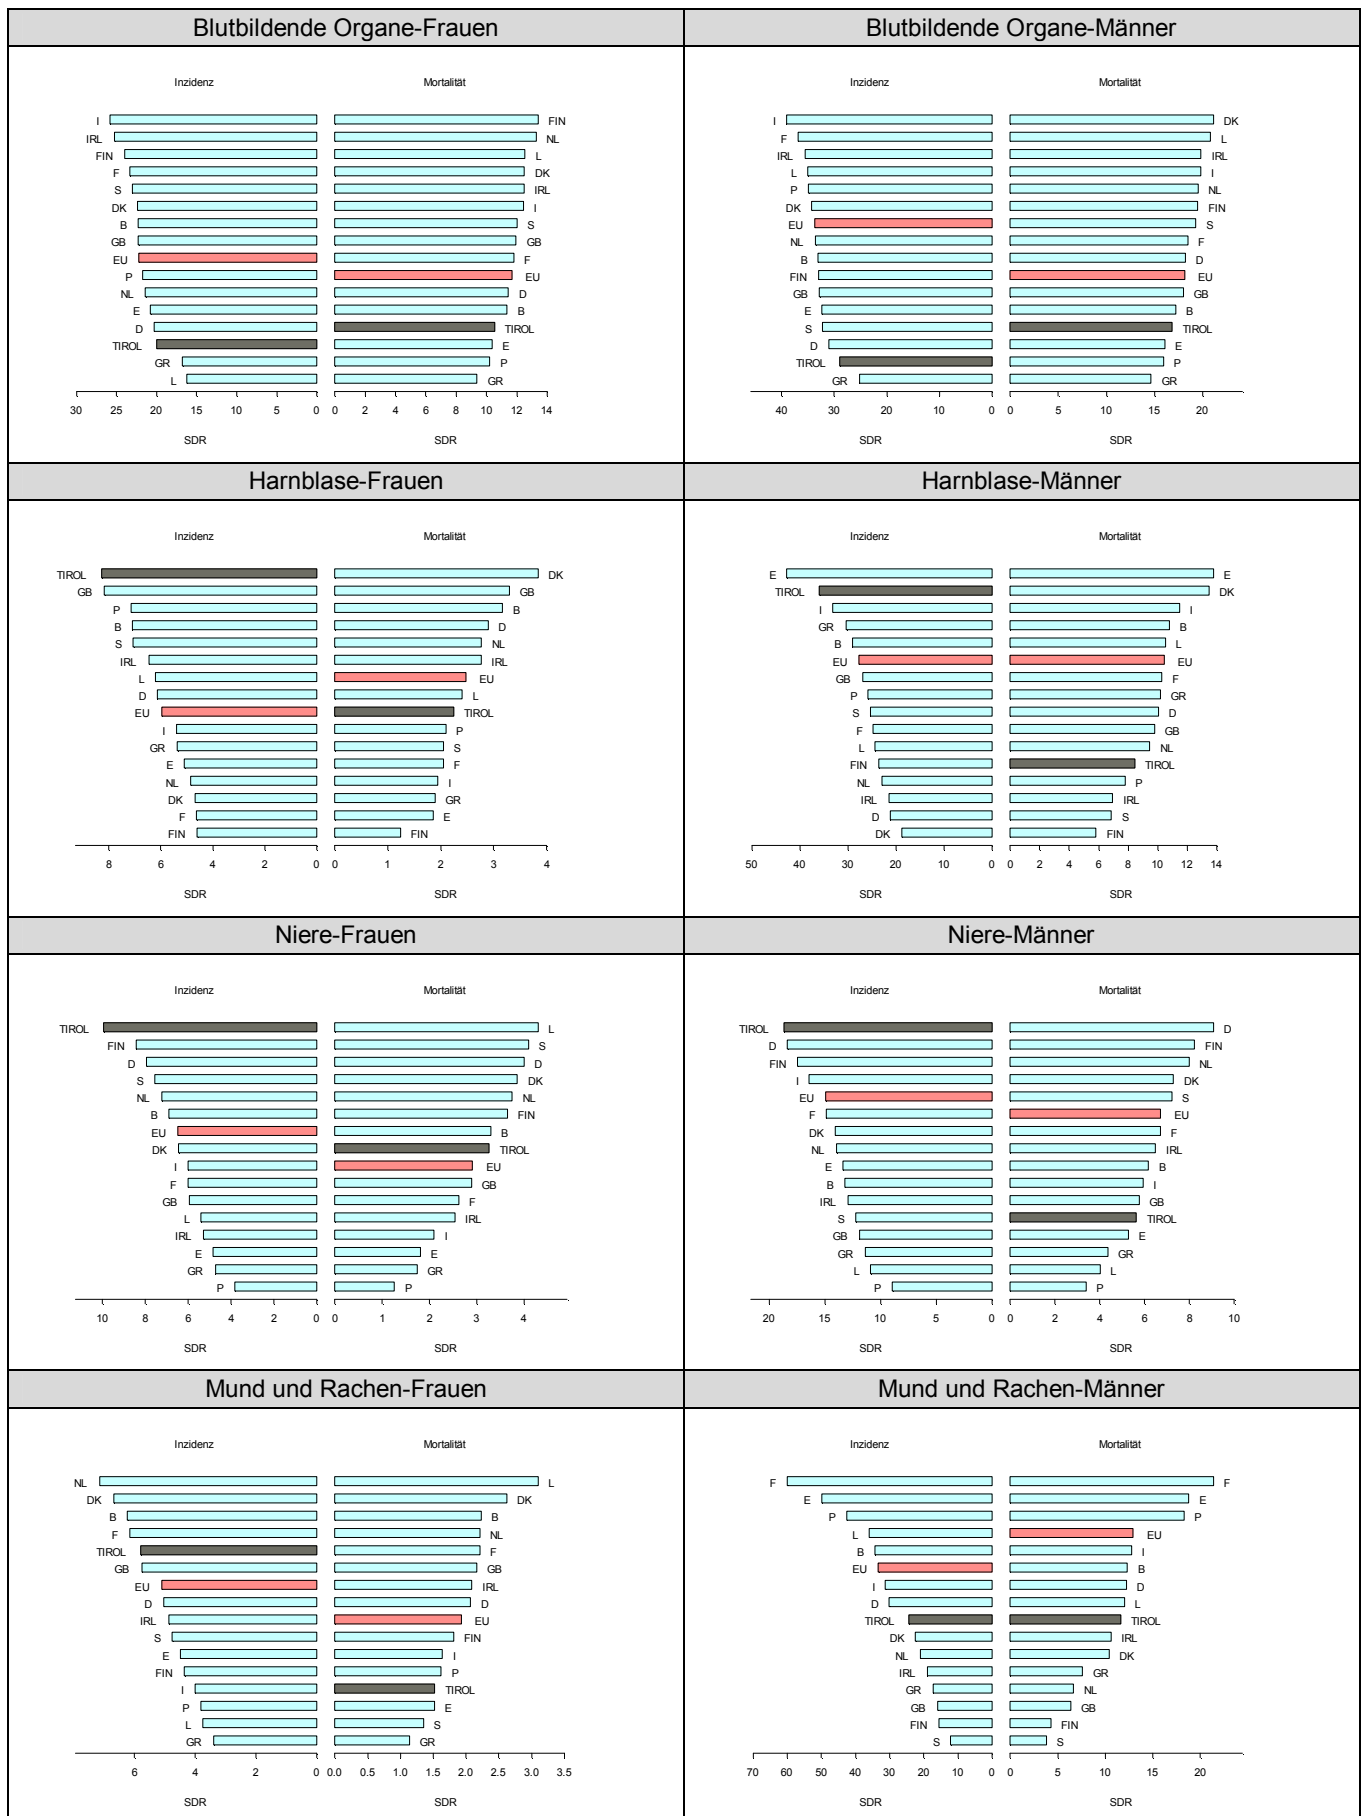 Blutbildende Organe-Frauen
Blutbildende Organe-Männer
Inzidenz
Mortalität
I
IRL
FIN
F
S
DK
B
GB
EU
P
NL
E
D
TIROL
GR
L
FIN
NL
L
DK
IRL
I
S
GB
F
EU
D
B
TIROL
E
P
GR
30 25 20 15 10 5 0
0 2 4 6 8 10 12 14
SDR
SDR
Inzidenz
Mortalität
I
F
IRL
L
P
DK
EU
NL
B
FIN
GB
E
S
D
TIROL
GR
DK
L
IRL
I
NL
FIN
S
F
D
EU
GB
B
TIROL
E
P
GR
40 30 20 10 0
0 5 10 15 20
SDR
SDR
Harnblase-Frauen
Harnblase-Männer
Inzidenz
Mortalität
TIROL
GB
P
B
S
IRL
L
D
EU
I
GR
E
NL
DK
F
FIN
DK
GB
B
D
NL
IRL
EU
L
TIROL
P
S
F
I
GR
E
FIN
8 6 4 2 0
0 1 2 3 4
SDR
SDR
Inzidenz
Mortalität
E
TIROL
I
GR
B
EU
GB
P
S
F
L
FIN
NL
IRL
D
DK
E
DK
I
B
L
EU
F
GR
D
GB
NL
TIROL
P
IRL
S
FIN
50 40 30 20 10 0
0 2 4 6 8 10 12 14
SDR
SDR
Niere-Frauen
Niere-Männer
Inzidenz
Mortalität
TIROL
FIN
D
S
NL
B
EU
DK
I
F
GB
L
IRL
E
GR
P
L
S
D
DK
NL
FIN
B
TIROL
EU
GB
F
IRL
I
E
GR
P
10 8 6 4 2 0
0 1 2 3 4
SDR
SDR
Inzidenz
Mortalität
TIROL
D
FIN
I
EU
F
DK
NL
E
B
IRL
S
GB
GR
L
P
D
FIN
NL
DK
S
EU
F
IRL
B
I
GB
TIROL
E
GR
L
P
20 15 10 5 0
0 2 4 6 8 10
SDR
SDR
Mund und Rachen-Frauen
Mund und Rachen-Männer
Inzidenz
Mortalität
NL
DK
B
F
TIROL
GB
EU
D
IRL
S
E
FIN
I
P
L
GR
L
DK
B
NL
F
GB
IRL
D
EU
FIN
I
P
TIROL
E
S
GR
6 4 2 0
0.0 0.5 1.0 1.5 2.0 2.5 3.0 3.5
SDR
SDR
Inzidenz
Mortalität
F
E
P
L
B
EU
I
D
TIROL
DK
NL
IRL
GR
GB
FIN
S
F
E
P
EU
I
B
D
L
TIROL
IRL
DK
GR
NL
GB
FIN
S
70 60 50 40 30 20 10 0
0 5 10 15 20
SDR
SDR